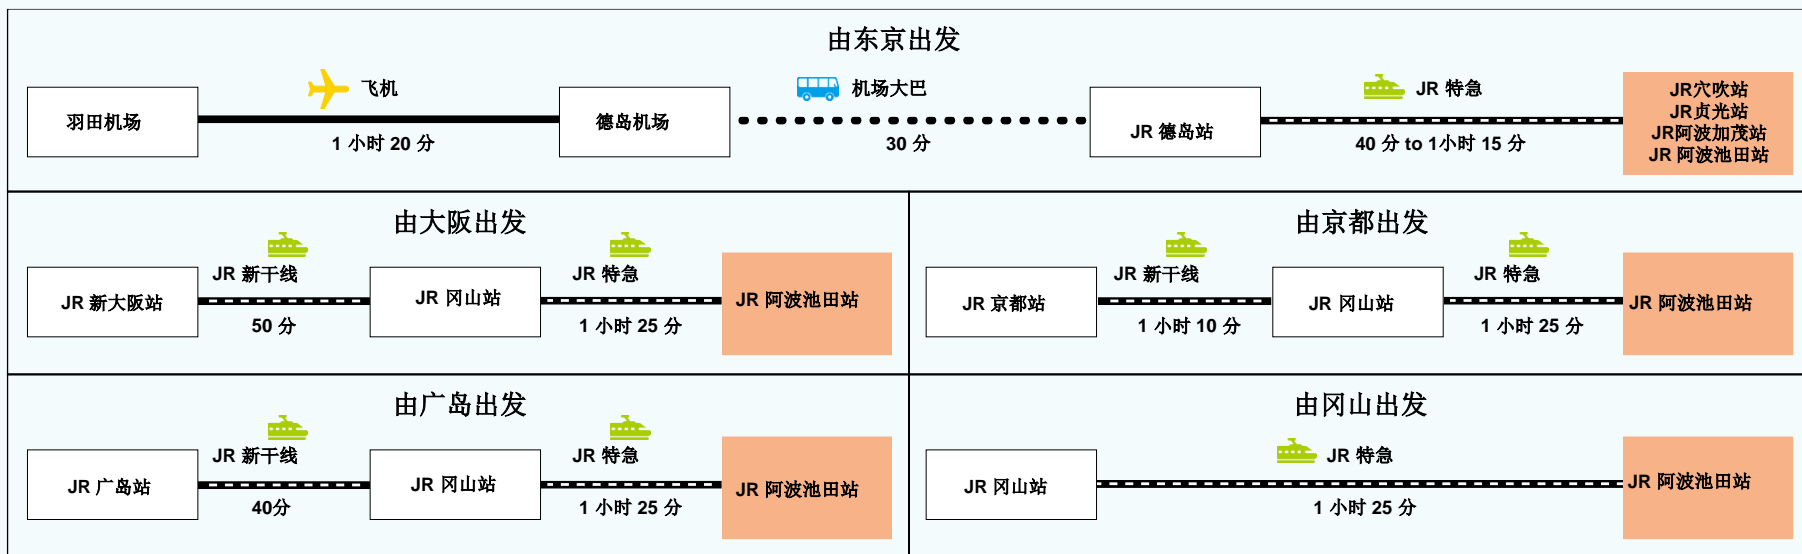 由东京出发
飞机
机场大巴
JR 特急
羽田机场
德岛机场
JR 德岛站
JR穴吹站
JR贞光站
JR阿波加茂站
JR 阿波池田站
1 小时 20 分
30 分
40 分 to 1小时 15 分
由大阪出发
JR 新干线
JR 特急
JR 新大阪站
JR 冈山站
JR 阿波池田站
50 分
1 小时 25 分
由京都出发
JR 新干线
JR 特急
JR 京都站
JR 冈山站
JR 阿波池田站
1 小时 10 分
1 小时 25 分
由广岛出发
JR 新干线
JR 特急
JR 广岛站
JR 冈山站
JR 阿波池田站
40分
1 小时 25 分
由冈山出发
JR 特急
JR 冈山站
JR 阿波池田站
1 小时 25 分